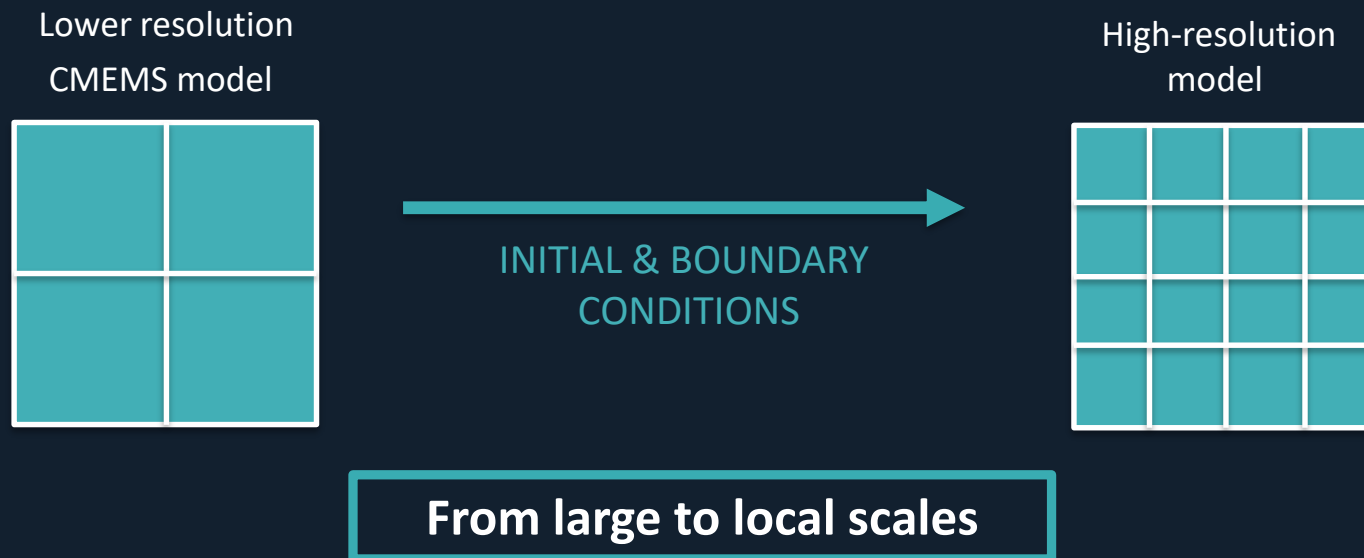 Lower resolution
CMEMS model
High-resolution
model
INITIAL & BOUNDARY
CONDITIONS
From large to local scales